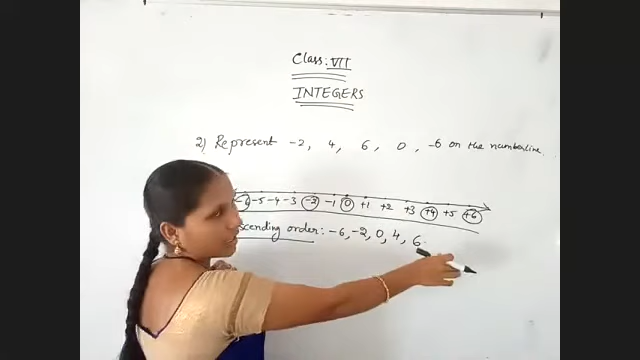 Class: VII
INTEGERS
2) Represent -2, 4, 6, 0, -6 on the numberline.
-6 -5 -4 -3 -2 -1 0 +1 +2 +3 +4 +5 +6
order: -6, -2, 0, 4, 6.